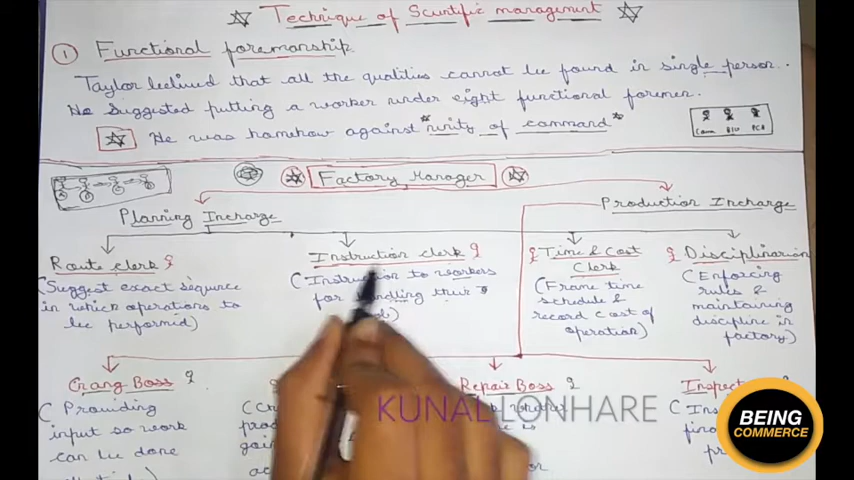 Technique of Scientific management
① Functional foremanship.
Taylor believed that all the qualities cannot be found in single person.
He suggested putting a worker under eight functional foremen.
He was homehow against "unity of command"
Comm BSU PCB
Factory Manager
Planning Incharge
Production Incharge
Route clerk
(Suggest exact sequence
in which operations to
be performed)
Instruction clerk
(Instruction to workers
for handling their
Time & Cost
Clerk
(Frame time
schedule &
record cost of
operation)
Disciplinarian
(Enforcing
rules &
maintaining
discipline in
factory)
Gang Boss
(Providing
input so work
can be done
Repair Boss
KUNAL LONHARE
BEING
COMMERCE